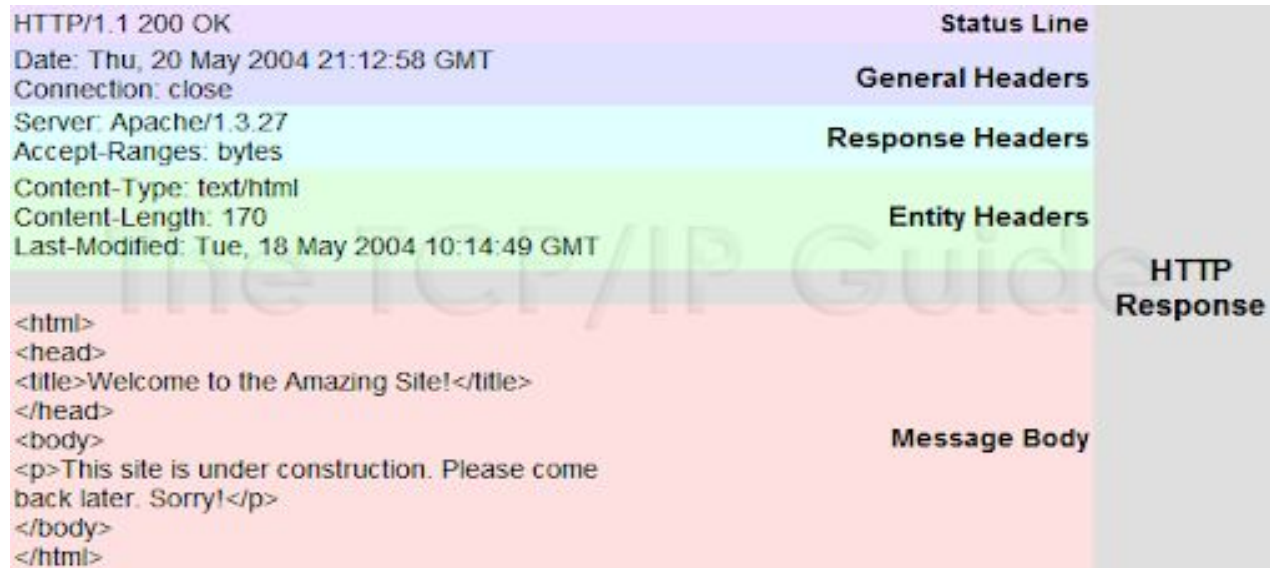 HTTP/1.1 200 OK
Status Line
Date: Thu, 20 May 2004 21:12:58 GMT
Connection: close
General Headers
Server: Apache/1.3.27
Accept-Ranges: bytes
Response Headers
Content-Type: text/html
Content-Length: 170
Last-Modified: Tue, 18 May 2004 10:14:49 GMT
Entity Headers
The TCP/IP Guide
<html>
<head>
<title>Welcome to the Amazing Site!</title>
</head>
<body>
<p>This site is under construction. Please come
back later. Sorry!</p>
</body>
</html>
Message Body
HTTP
Response